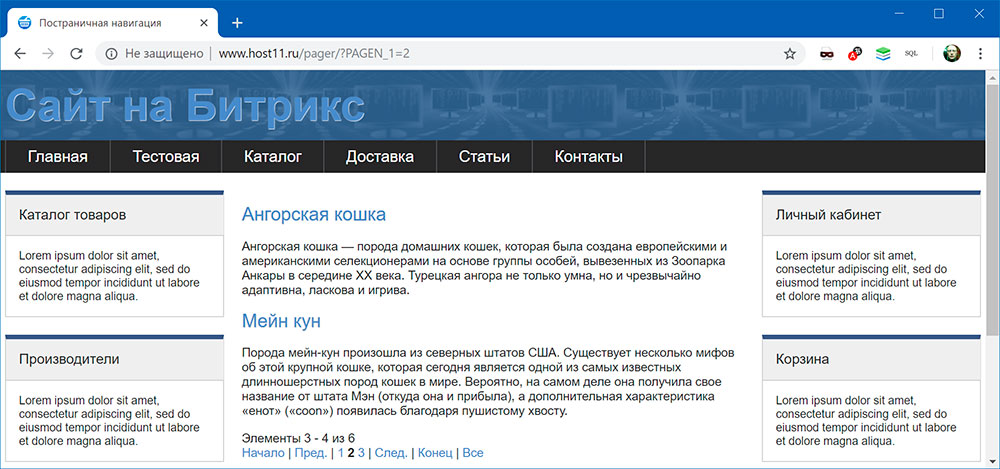 Постраничная навигация
Не защищено | www.host11.ru/pager/?PAGEN_1=2
SQL
Сайт на Битрикс
Главная Тестовая Каталог Доставка Статьи Контакты
Каталог товаров
Lorem ipsum dolor sit amet,
consectetur adipiscing elit, sed do
eiusmod tempor incididunt ut labore
et dolore magna aliqua.
Производители
Lorem ipsum dolor sit amet,
consectetur adipiscing elit, sed do
eiusmod tempor incididunt ut labore
et dolore magna aliqua.
Ангорская кошка
Ангорская кошка — порода домашних кошек, которая была создана европейскими и
американскими селекционерами на основе группы особей, вывезенных из Зоопарка
Анкары в середине XX века. Турецкая ангора не только умна, но и чрезвычайно
адаптивна, ласкова и игрива.
Мейн кун
Порода мейн-кун произошла из северных штатов США. Существует несколько мифов
об этой крупной кошке, которая сегодня является одной из самых известных
длинношерстных пород кошек в мире. Вероятно, на самом деле она получила свое
название от штата Мэн (откуда она и прибыла), а дополнительная характеристика
«енот» («coon») появилась благодаря пушистому хвосту.
Элементы 3 - 4 из 6
Начало | Пред. | 1 2 3 | След. | Конец | Все
Личный кабинет
Lorem ipsum dolor sit amet,
consectetur adipiscing elit, sed do
eiusmod tempor incididunt ut labore
et dolore magna aliqua.
Корзина
Lorem ipsum dolor sit amet,
consectetur adipiscing elit, sed do
eiusmod tempor incididunt ut labore
et dolore magna aliqua.